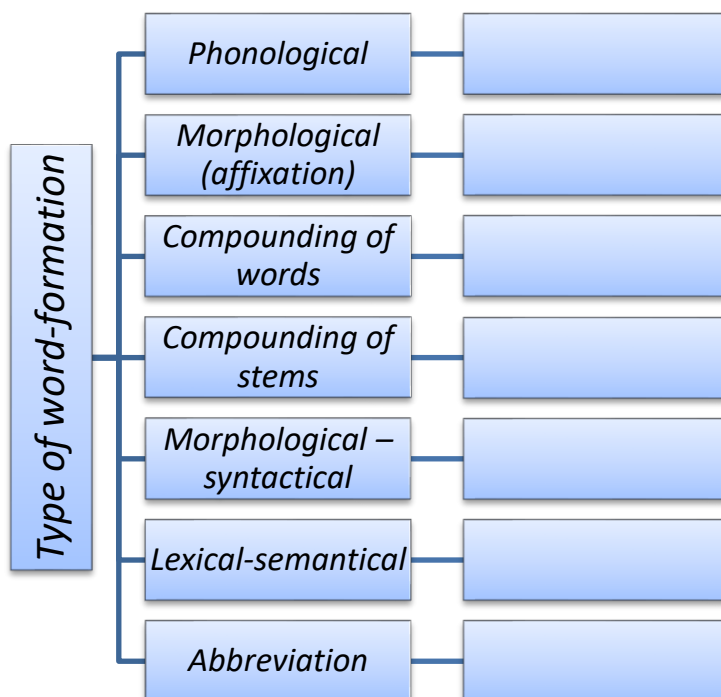 Type of word-formation
Phonological
Morphological
(affixation)
Compounding of
words
Compounding of
stems
Morphological –
syntactical
Lexical-semantical
Abbreviation